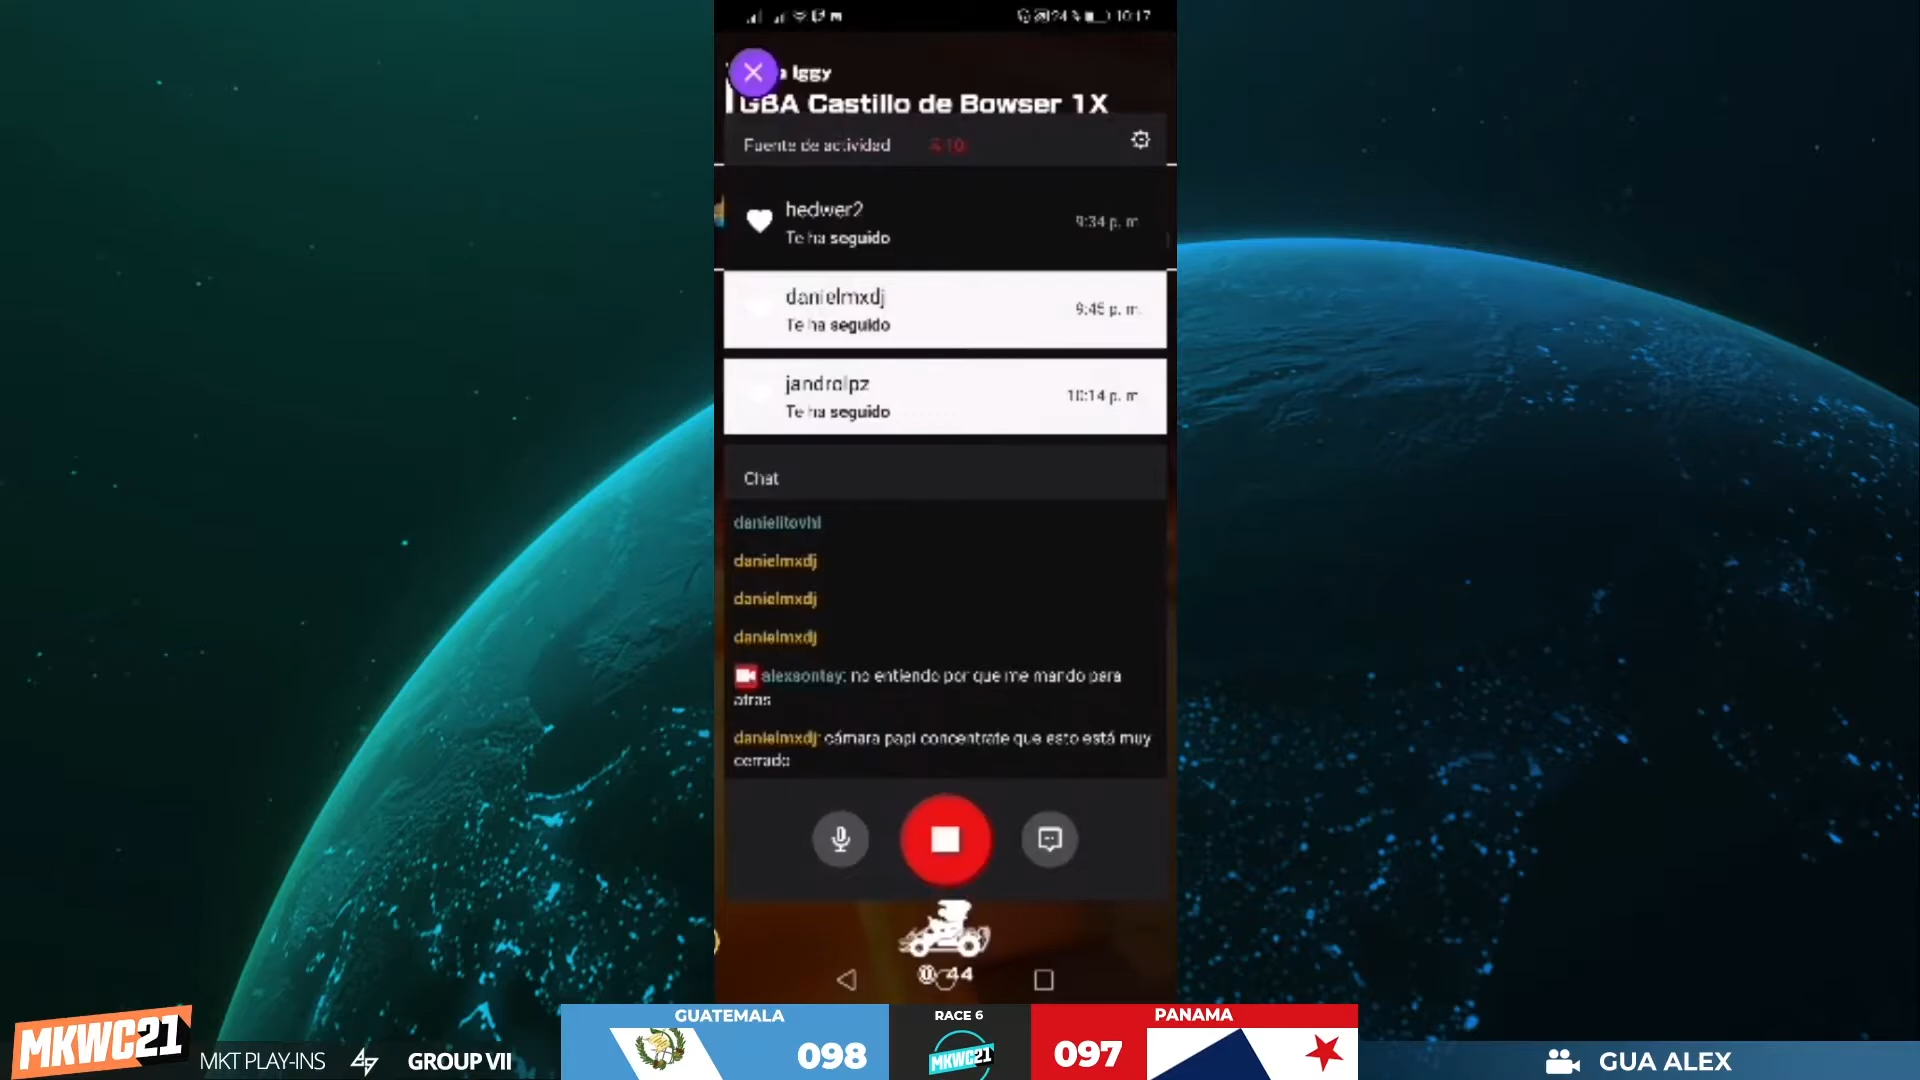 10:17
Iggy
GBA Castillo de Bowser 1X
Fuente de actividad
hedwer2
Te ha seguido
9:34 p. m.
danielmxdj
Te ha seguido
9:45 p. m.
jandrolpz
Te ha seguido
10:14 p. m.
Chat
danielitovhl
danielmxdj
danielmxdj
danielmxdj
alexsontay: no entiendo por que me mando para
atras
danielmxdj: cámara papi concentrate que esto está muy
cerrado
44
MKWC21
MKT PLAY-INS
GROUP VII
GUATEMALA
098
RACE 6
MKWC21
PANAMA
097
GUA ALEX